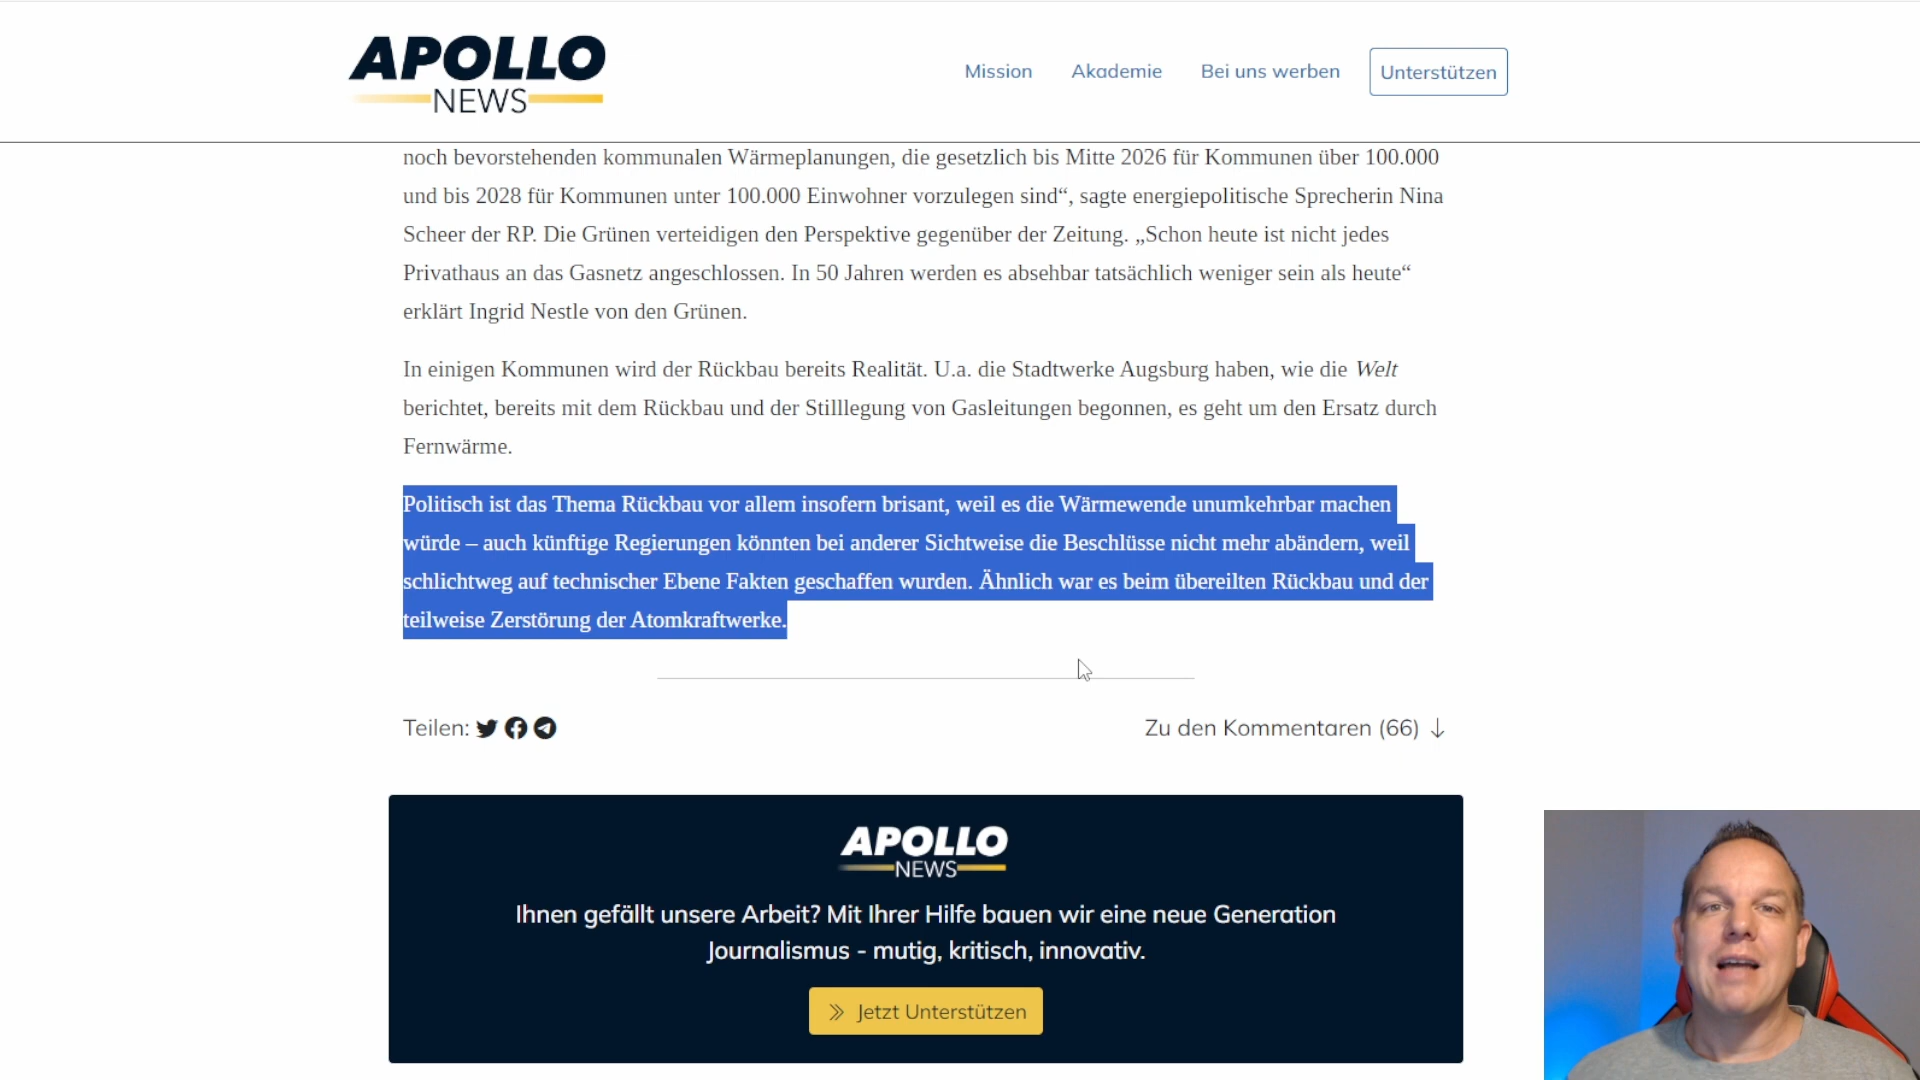 APOLLO
NEWS
Mission
Akademie
Bei uns werben
Unterstützen
noch bevorstehenden kommunalen Wärmeplanungen, die gesetzlich bis Mitte 2026 für Kommunen über 100.000
und bis 2028 für Kommunen unter 100.000 Einwohner vorzulegen sind“, sagte energiepolitische Sprecherin Nina
Scheer der RP. Die Grünen verteidigen den Perspektive gegenüber der Zeitung. „Schon heute ist nicht jedes
Privathaus an das Gasnetz angeschlossen. In 50 Jahren werden es absehbar tatsächlich weniger sein als heute“
erklärt Ingrid Nestle von den Grünen.
In einigen Kommunen wird der Rückbau bereits Realität. U.a. die Stadtwerke Augsburg haben, wie die Welt
berichtet, bereits mit dem Rückbau und der Stilllegung von Gasleitungen begonnen, es geht um den Ersatz durch
Fernwärme.
Politisch ist das Thema Rückbau vor allem insofern brisant, weil es die Wärmewende unumkehrbar machen
würde – auch künftige Regierungen könnten bei anderer Sichtweise die Beschlüsse nicht mehr abändern, weil
schlichtweg auf technischer Ebene Fakten geschaffen wurden. Ähnlich war es beim übereilten Rückbau und der
teilweise Zerstörung der Atomkraftwerke.
Teilen:
Zu den Kommentaren (66) ↓
APOLLO
NEWS
Ihnen gefällt unsere Arbeit? Mit Ihrer Hilfe bauen wir eine neue Generation
Journalismus - mutig, kritisch, innovativ.
Jetzt Unterstützen